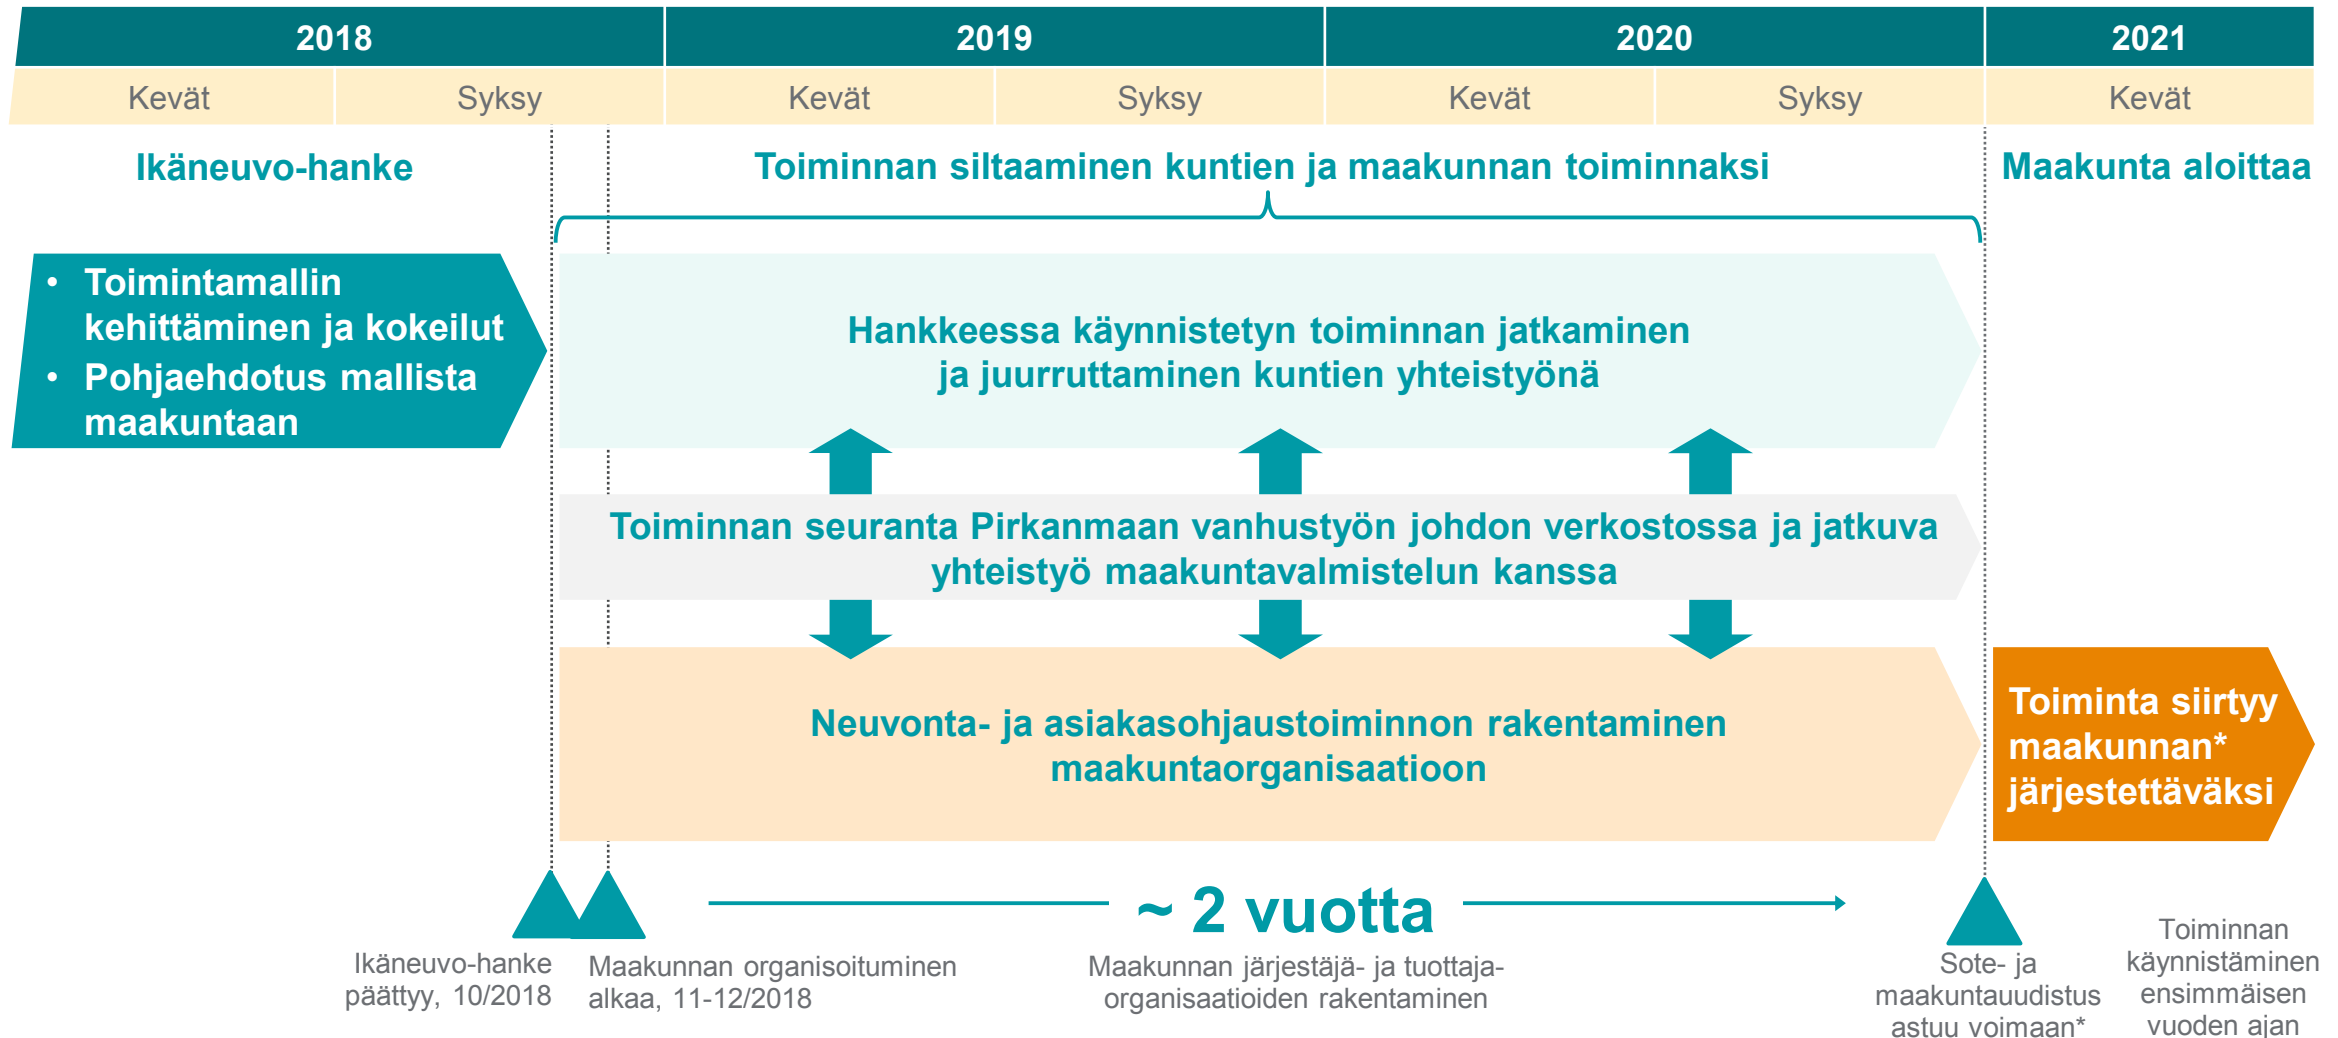 2018
2019
2020
2021
Kevät
Syksy
Kevät
Syksy
Kevät
Syksy
Kevät
Ikäneuvo-hanke
Toiminnan siltaaminen kuntien ja maakunnan toiminnaksi
Maakunta aloittaa
• Toimintamallin
kehittäminen ja kokeilut
• Pohjaehdotus mallista
maakuntaan
Hankkeessa käynnistetyn toiminnan jatkaminen
ja juurruttaminen kuntien yhteistyönä
Toiminnan seuranta Pirkanmaan vanhustyön johdon verkostossa ja jatkuva
yhteistyö maakuntavalmistelun kanssa
Neuvonta- ja asiakasohjaustoiminnon rakentaminen
maakuntaorganisaatioon
Toiminta siirtyy
maakunnan*
järjestettäväksi
~ 2 vuotta
Ikäneuvo-hanke
päättyy, 10/2018
Maakunnan organisoituminen
alkaa, 11-12/2018
Maakunnan järjestäjä- ja tuottaja-
organisaatioiden rakentaminen
Sote- ja
maakuntauudistus
astuu voimaan*
Toiminnan
käynnistäminen
ensimmäisen
vuoden ajan